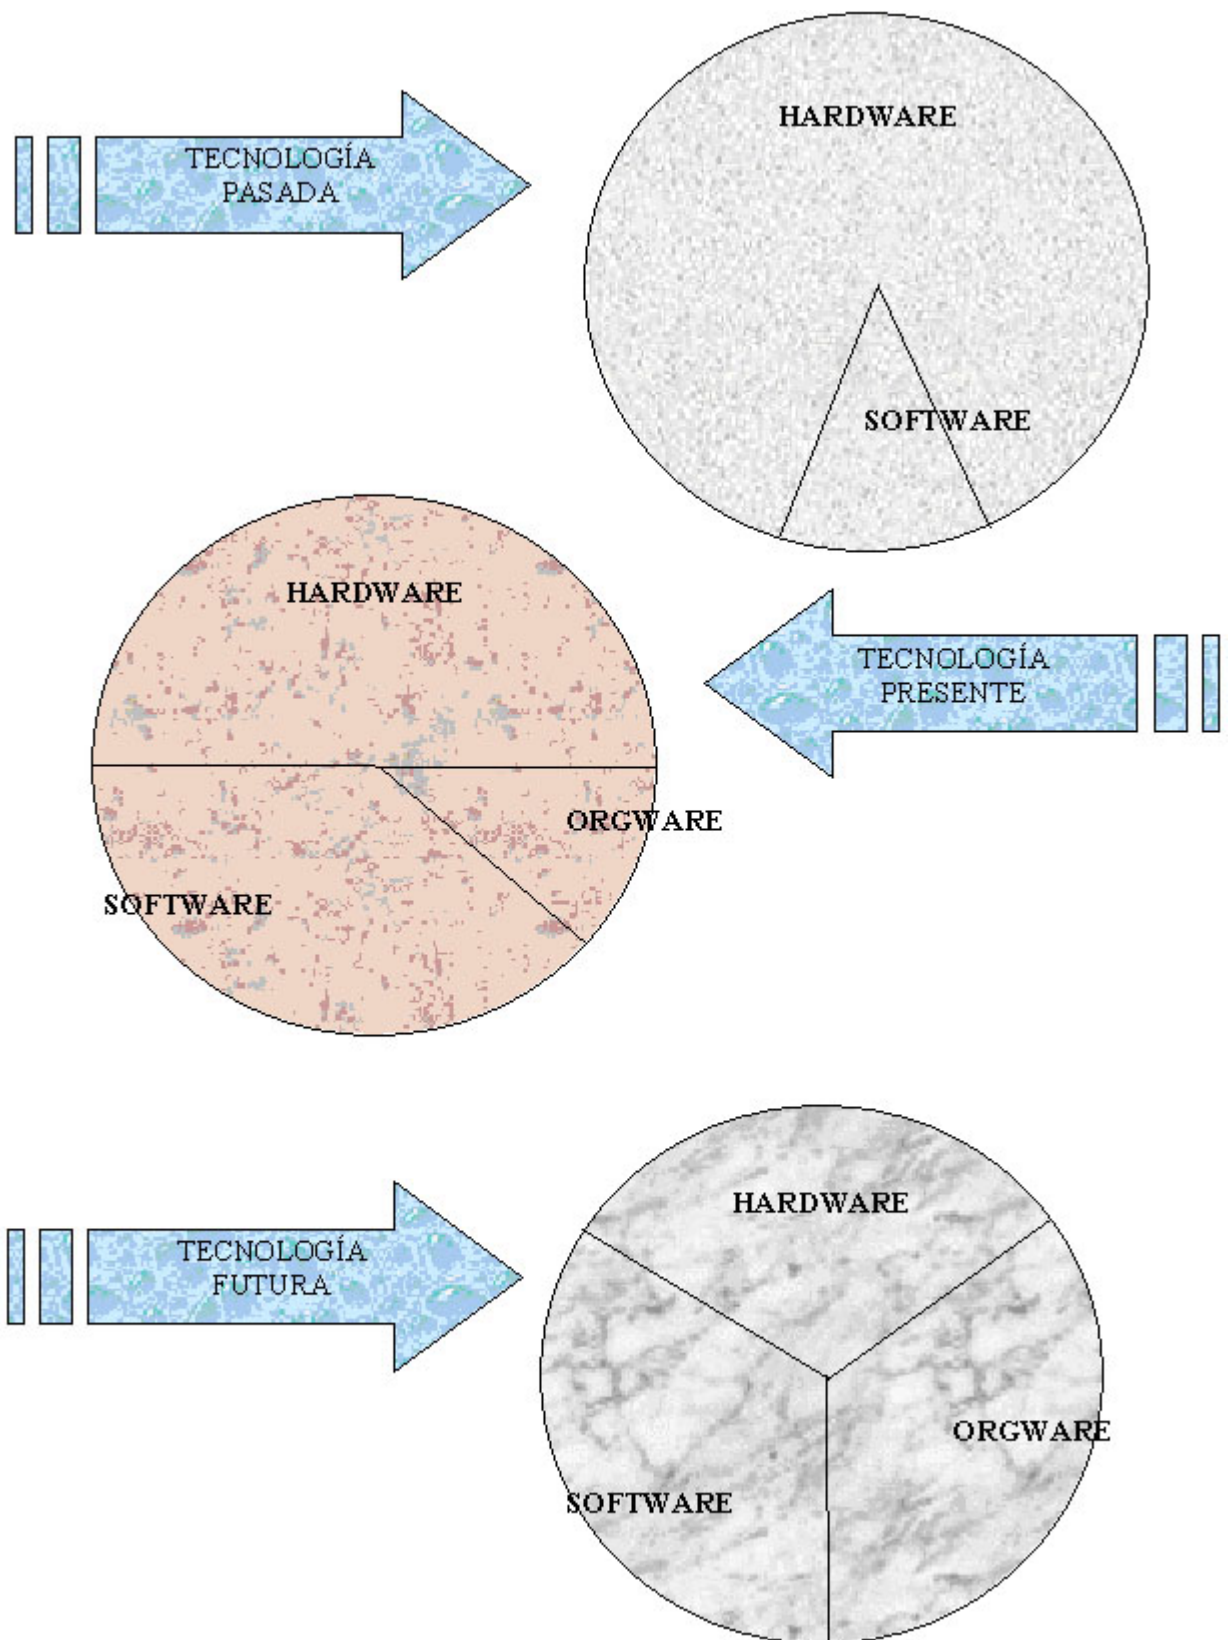 HARDWARE
TECNOLOGÍA
PASADA
SOFTWARE
HARDWARE
TECNOLOGÍA
PRESENTE
ORGWARE
SOFTWARE
HARDWARE
TECNOLOGÍA
FUTURA
ORGWARE
SOFTWARE